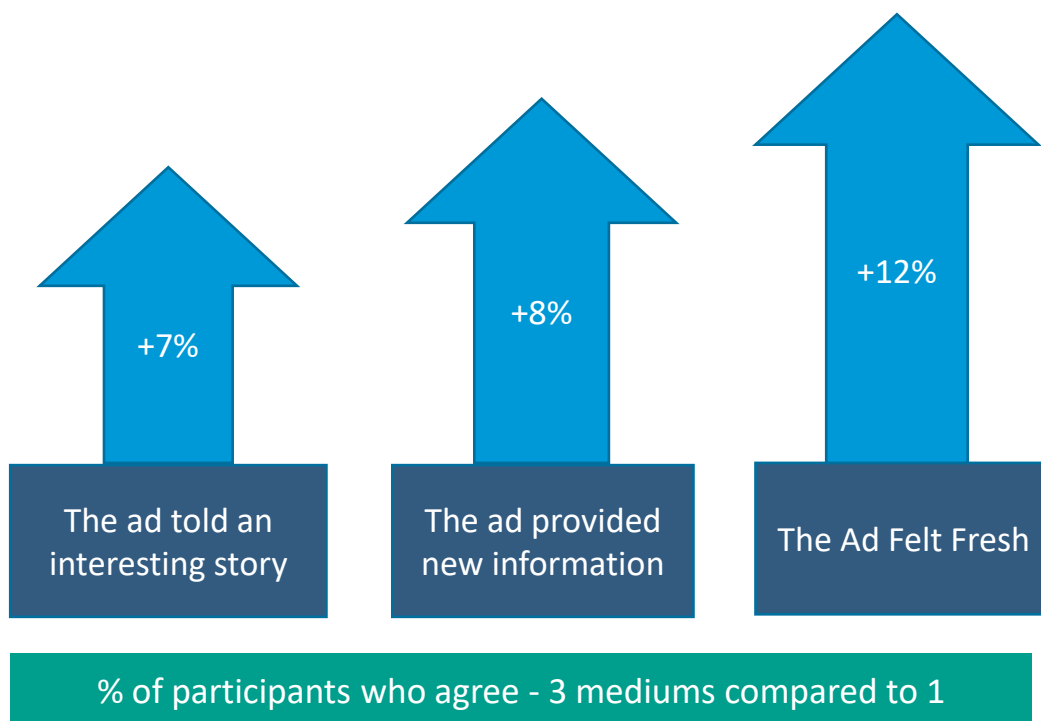 +7%
+8%
+12%
The ad told an
interesting story
The ad provided
new information
The Ad Felt Fresh
% of participants who agree - 3 mediums compared to 1